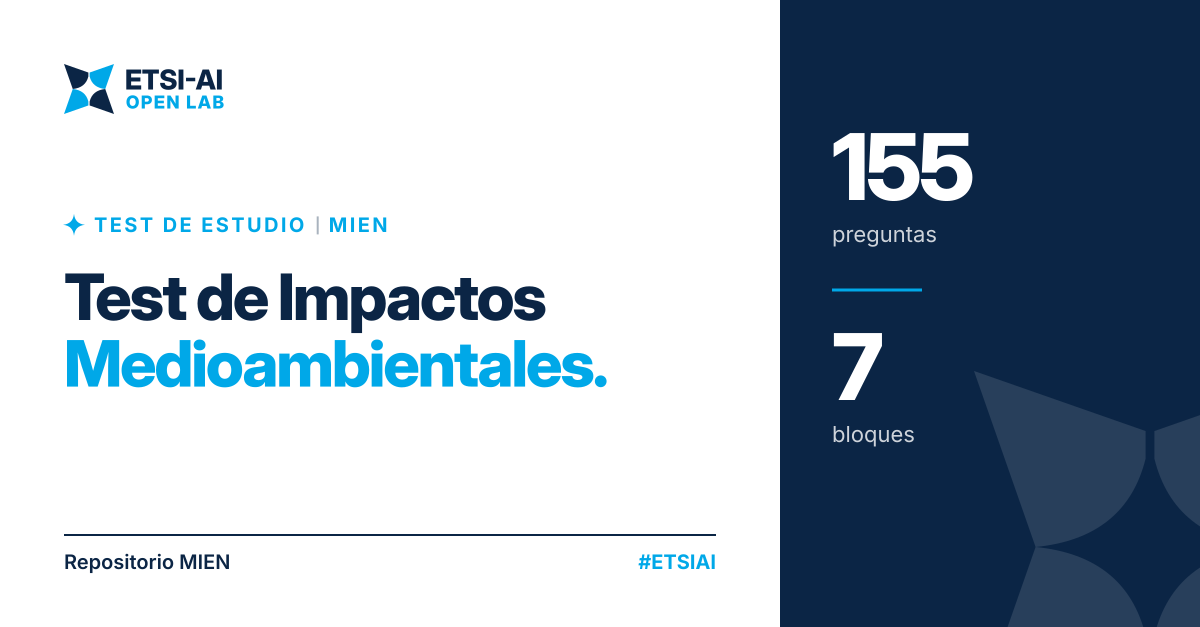 ETSI-AI
OPEN LAB
TEST DE ESTUDIO | MIEN
Test de Impactos
Medioambientales.
Repositorio MIEN
#ETSIAI
155
preguntas
7
bloques